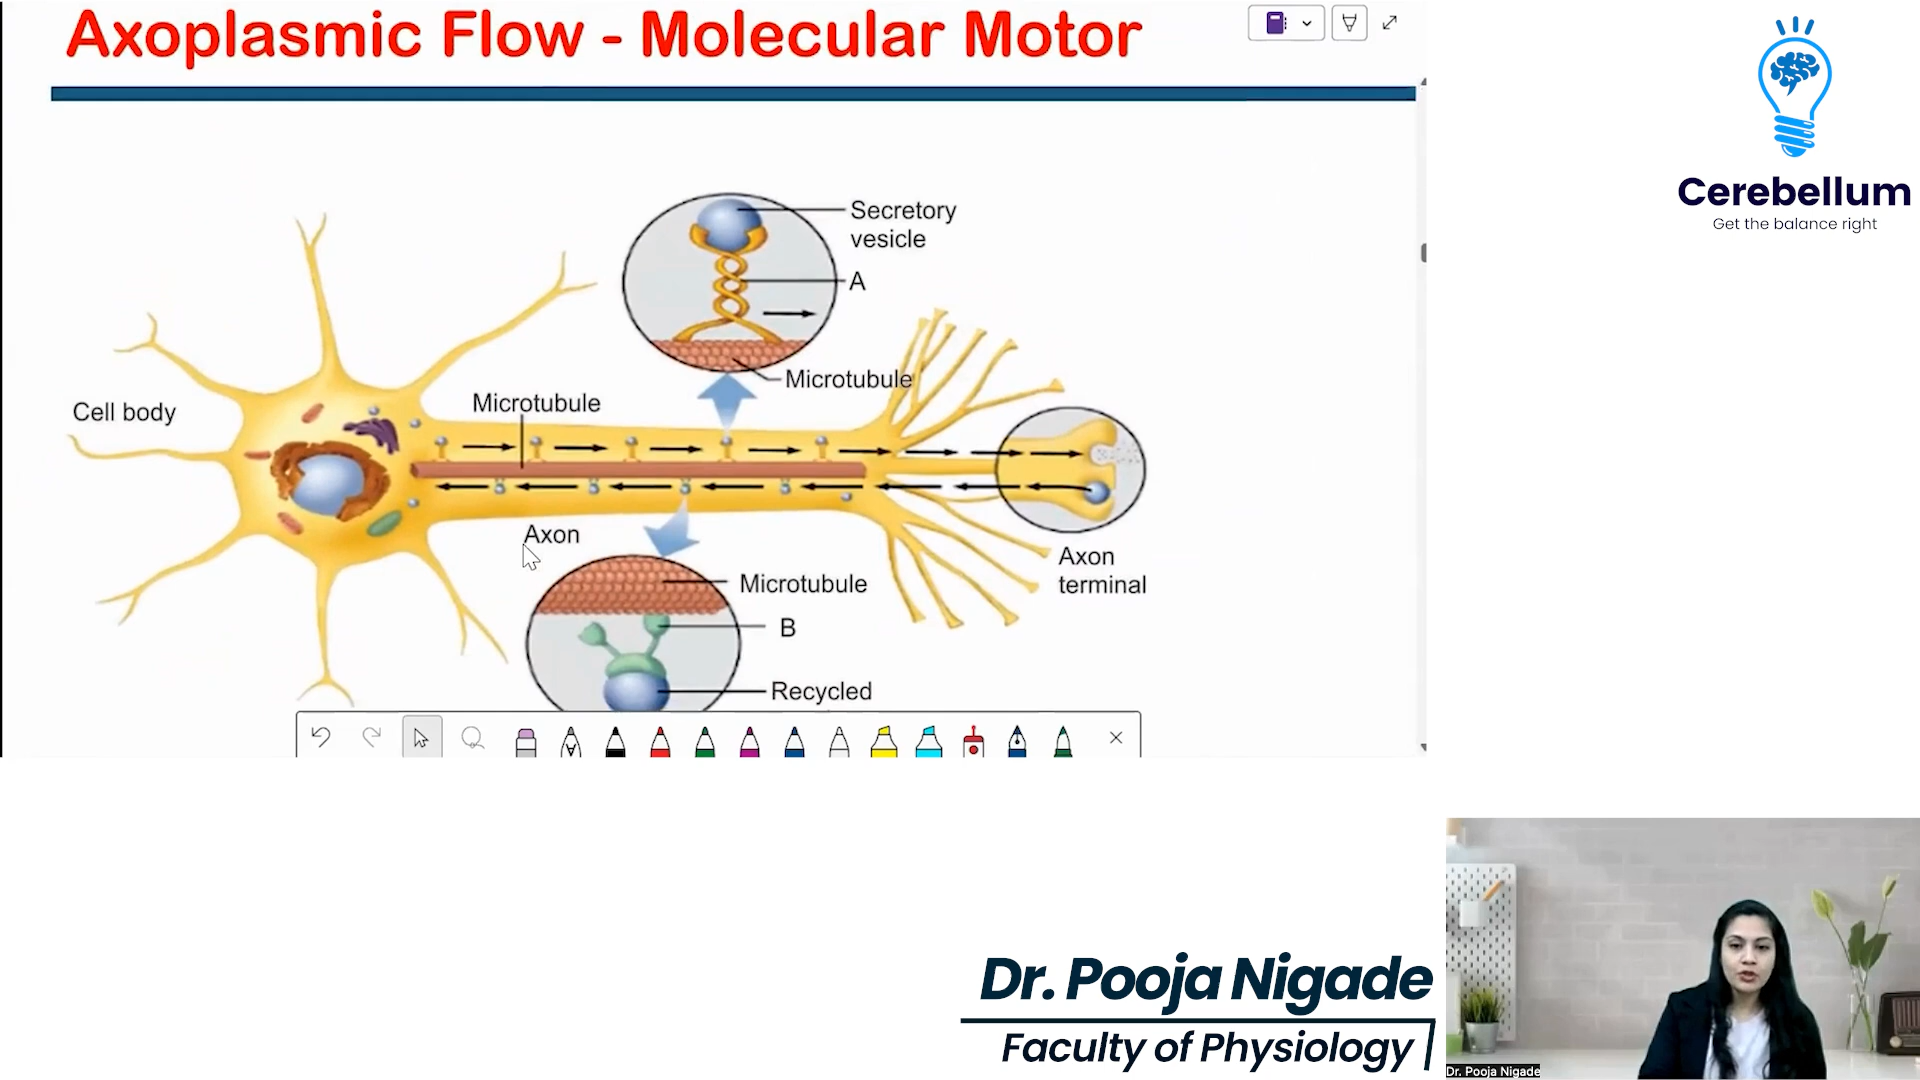 Axoplasmic Flow - Molecular Motor
Cerebellum
Get the balance right
Secretory
vesicle
A
Microtubule
Microtubule
Cell body
Axon
Axon
terminal
Microtubule
B
Recycled
Dr. Pooja Nigade
Faculty of Physiology
Dr. Pooja Nigade